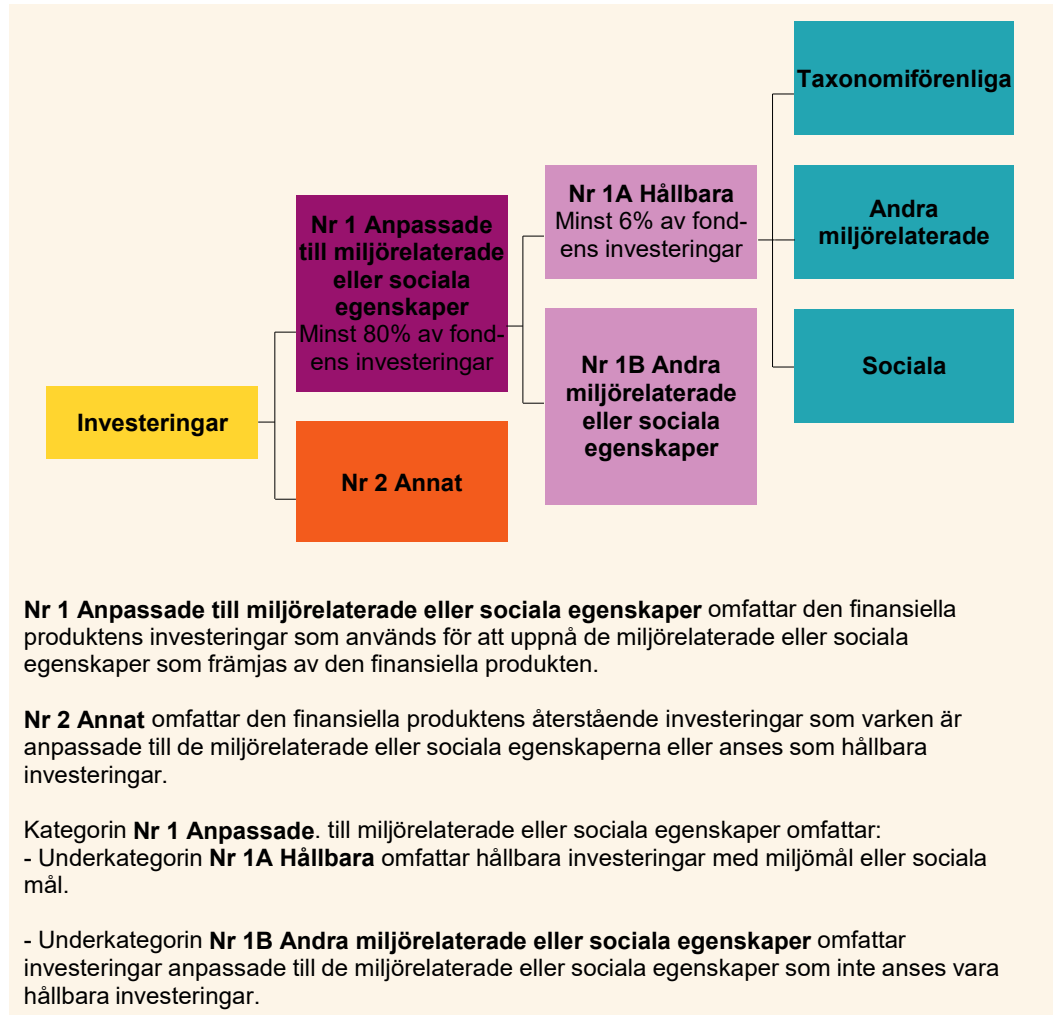 Taxonomiförenliga
Nr 1A Hållbara
Minst 6% av fond-
ens investeringar
Andra
miljörelaterade
Nr 1 Anpassade
till miljörelaterade
eller sociala
egenskaper
Minst 80% av fond-
ens investeringar
Sociala
Nr 1B Andra
miljörelaterade
eller sociala
egenskaper
Investeringar
Nr 2 Annat
Nr 1 Anpassade till miljörelaterade eller sociala egenskaper omfattar den finansiella
produktens investeringar som används för att uppnå de miljörelaterade eller sociala
egenskaper som främjas av den finansiella produkten.
Nr 2 Annat omfattar den finansiella produktens återstående investeringar som varken är
anpassade till de miljörelaterade eller sociala egenskaperna eller anses som hållbara
investeringar.
Kategorin Nr 1 Anpassade. till miljörelaterade eller sociala egenskaper omfattar:
- Underkategorin Nr 1A Hållbara omfattar hållbara investeringar med miljömål eller sociala
mål.
- Underkategorin Nr 1B Andra miljörelaterade eller sociala egenskaper omfattar
investeringar anpassade till de miljörelaterade eller sociala egenskaper som inte anses vara
hållbara investeringar.